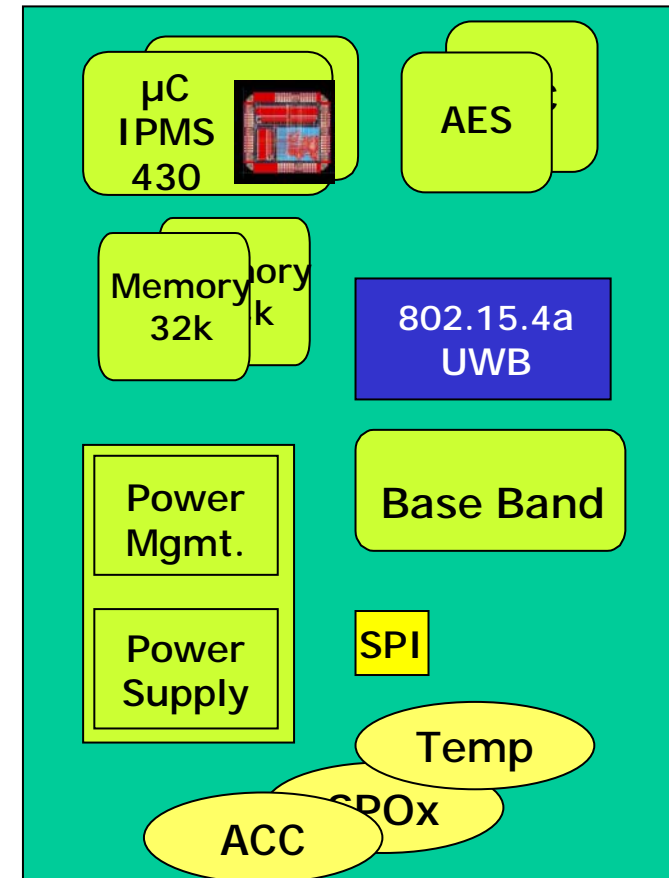 µC
IPMS
430
AES
Memory
32k
802.15.4a
UWB
Base Band
Power
Mgmt.
Power
Supply
SPI
Temp
ACC